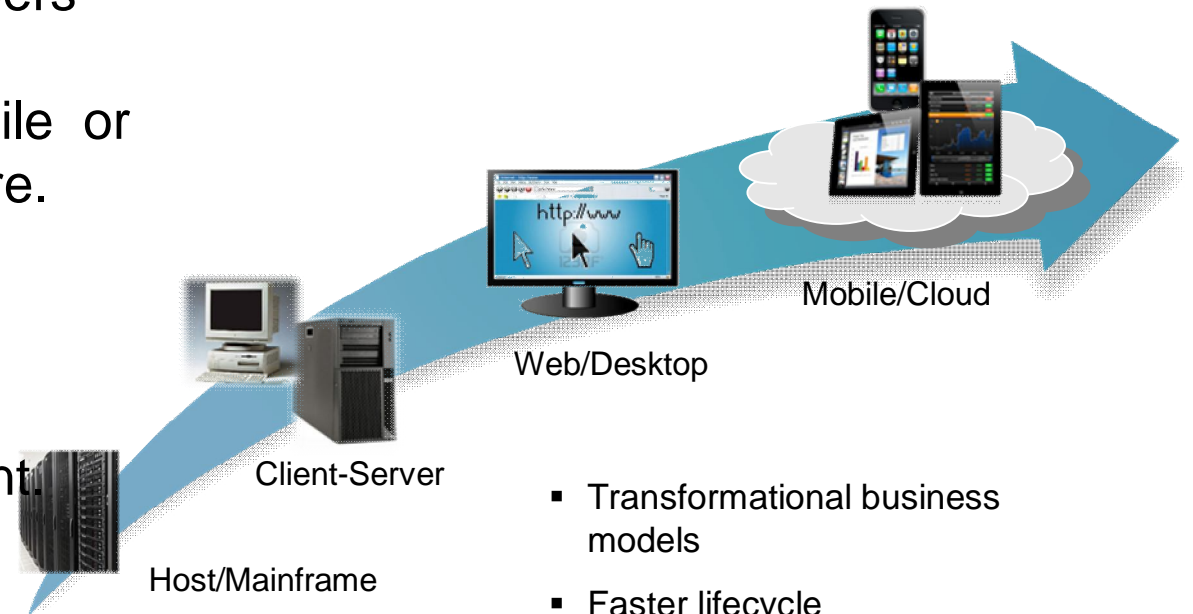 ers
ile or
re.
http://www
Mobile/Cloud
Web/Desktop
Client-Server
nt.
▪ Transformational business
models
Host/Mainframe
▪ Faster lifecycle